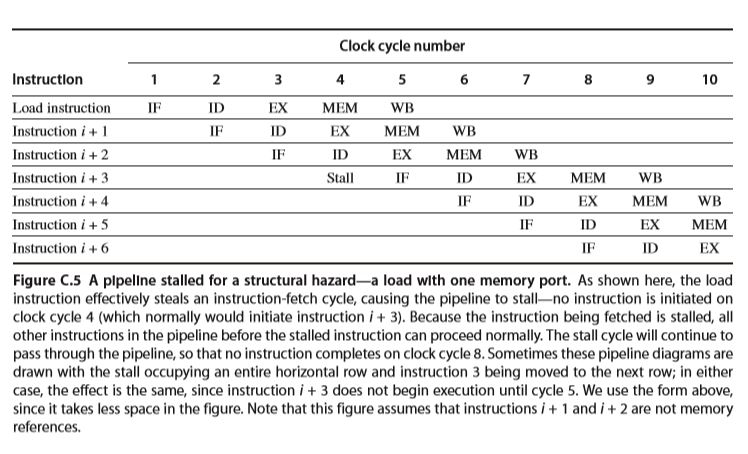 Clock cycle number
Instruction 1 2 3 4 5 6 7 8 9 10
Load instruction IF ID EX MEM WB
Instruction i + 1 IF ID EX MEM WB
Instruction i + 2 IF ID EX MEM WB
Instruction i + 3 Stall IF ID EX MEM WB
Instruction i + 4 IF ID EX MEM WB
Instruction i + 5 IF ID EX MEM
Instruction i + 6 IF ID EX
Figure C.5 A pipeline stalled for a structural hazard—a load with one memory port. As shown here, the load
instruction effectively steals an instruction-fetch cycle, causing the pipeline to stall—no instruction is initiated on
clock cycle 4 (which normally would initiate instruction i + 3). Because the instruction being fetched is stalled, all
other instructions in the pipeline before the stalled instruction can proceed normally. The stall cycle will continue to
pass through the pipeline, so that no instruction completes on clock cycle 8. Sometimes these pipeline diagrams are
drawn with the stall occupying an entire horizontal row and instruction 3 being moved to the next row; in either
case, the effect is the same, since instruction i + 3 does not begin execution until cycle 5. We use the form above,
since it takes less space in the figure. Note that this figure assumes that instructions i + 1 and i + 2 are not memory
references.